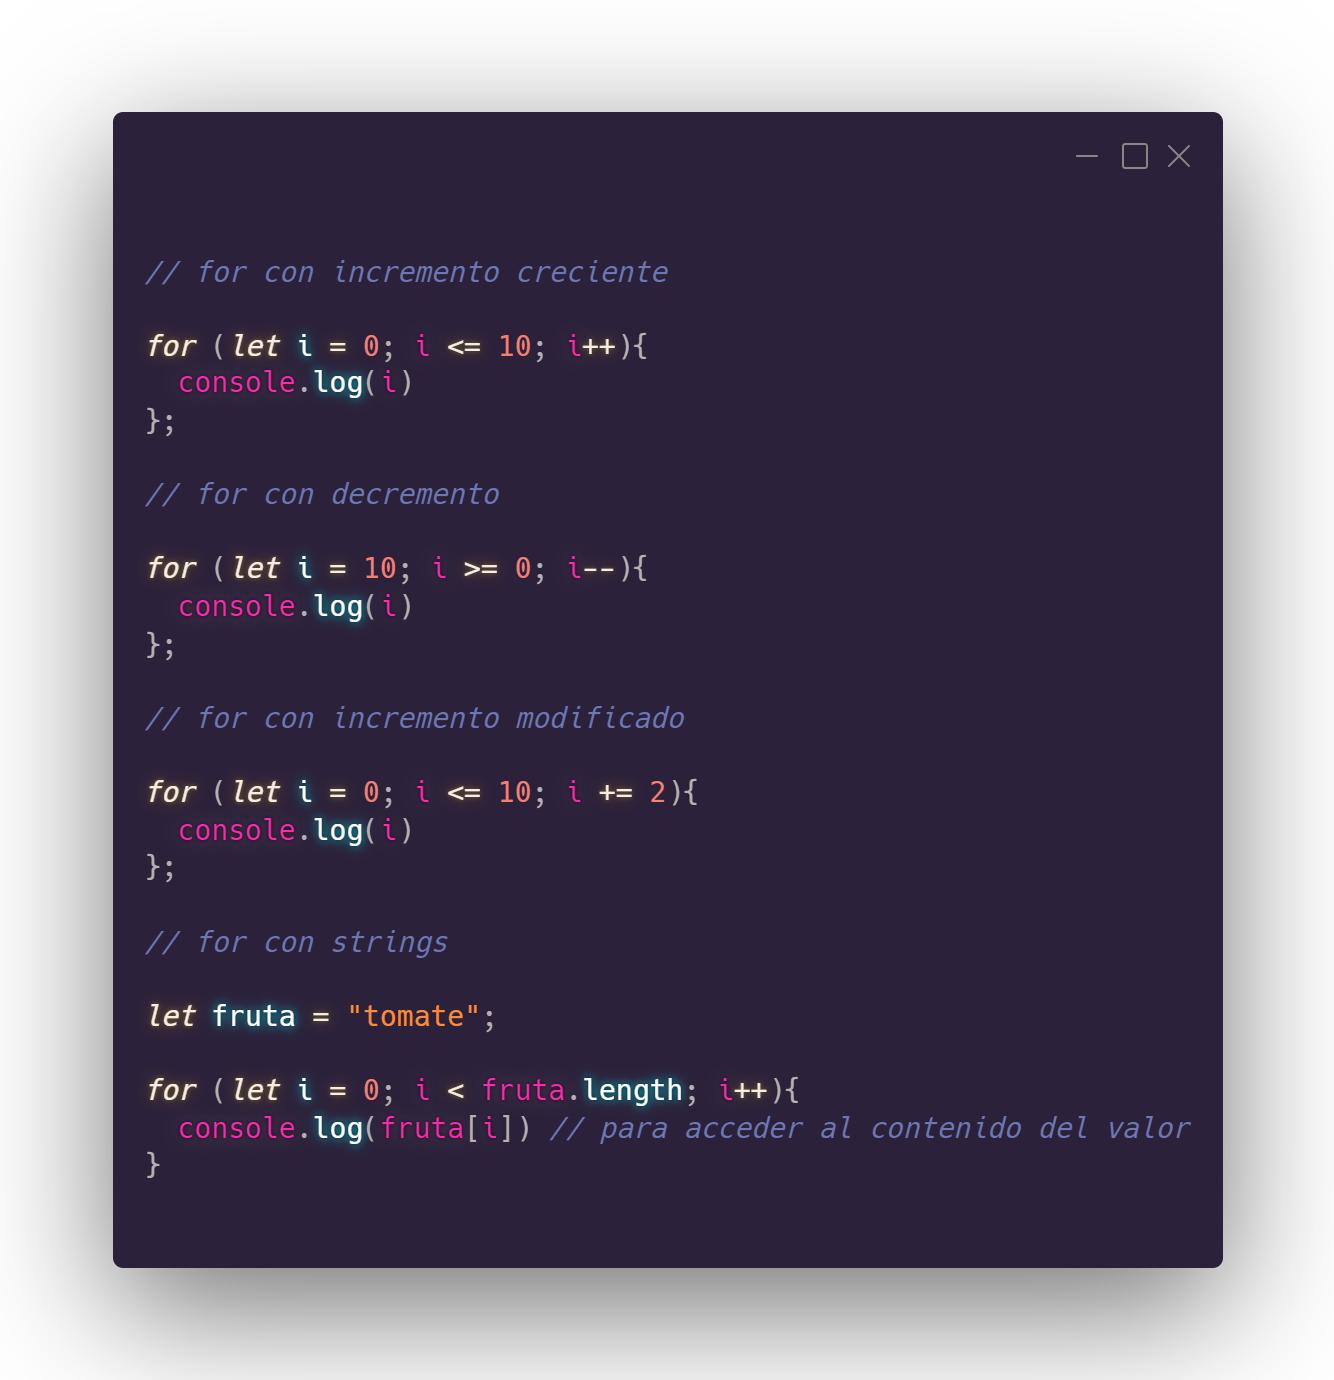 // for con incremento creciente
for (let i = 0; i <= 10; i++){
  console.log(i)
};
// for con decremento
for (let i = 10; i >= 0; i--){
  console.log(i)
};
// for con incremento modificado
for (let i = 0; i <= 10; i += 2){
  console.log(i)
};
// for con strings
let fruta = "tomate";
for (let i = 0; i < fruta.length; i++){
  console.log(fruta[i]) // para acceder al contenido del valor
}